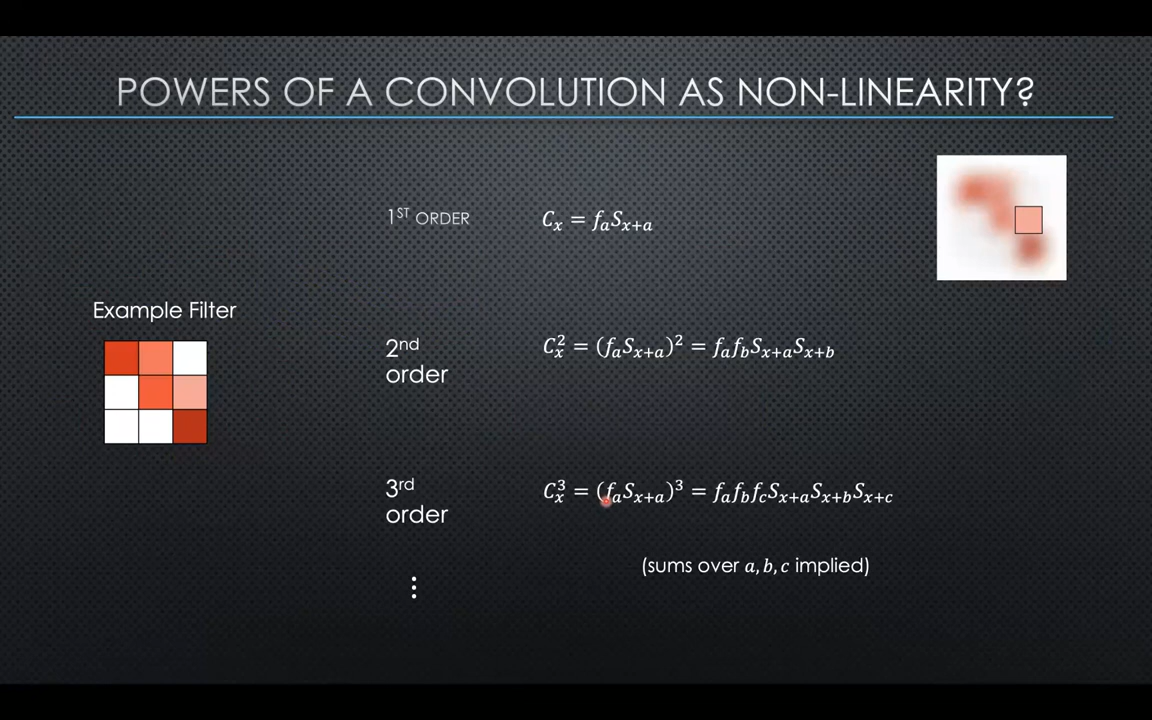 POWERS OF A CONVOLUTION AS NON-LINEARITY?
1ST ORDER
C_x = f_a S_{x+a}
Example Filter
2nd
order
C_x^2 = (f_a S_{x+a})^2 = f_a f_b S_{x+a} S_{x+b}
3rd
order
C_x^3 = (f_a S_{x+a})^3 = f_a f_b f_c S_{x+a} S_{x+b} S_{x+c}
(sums over a, b, c implied)
⋮